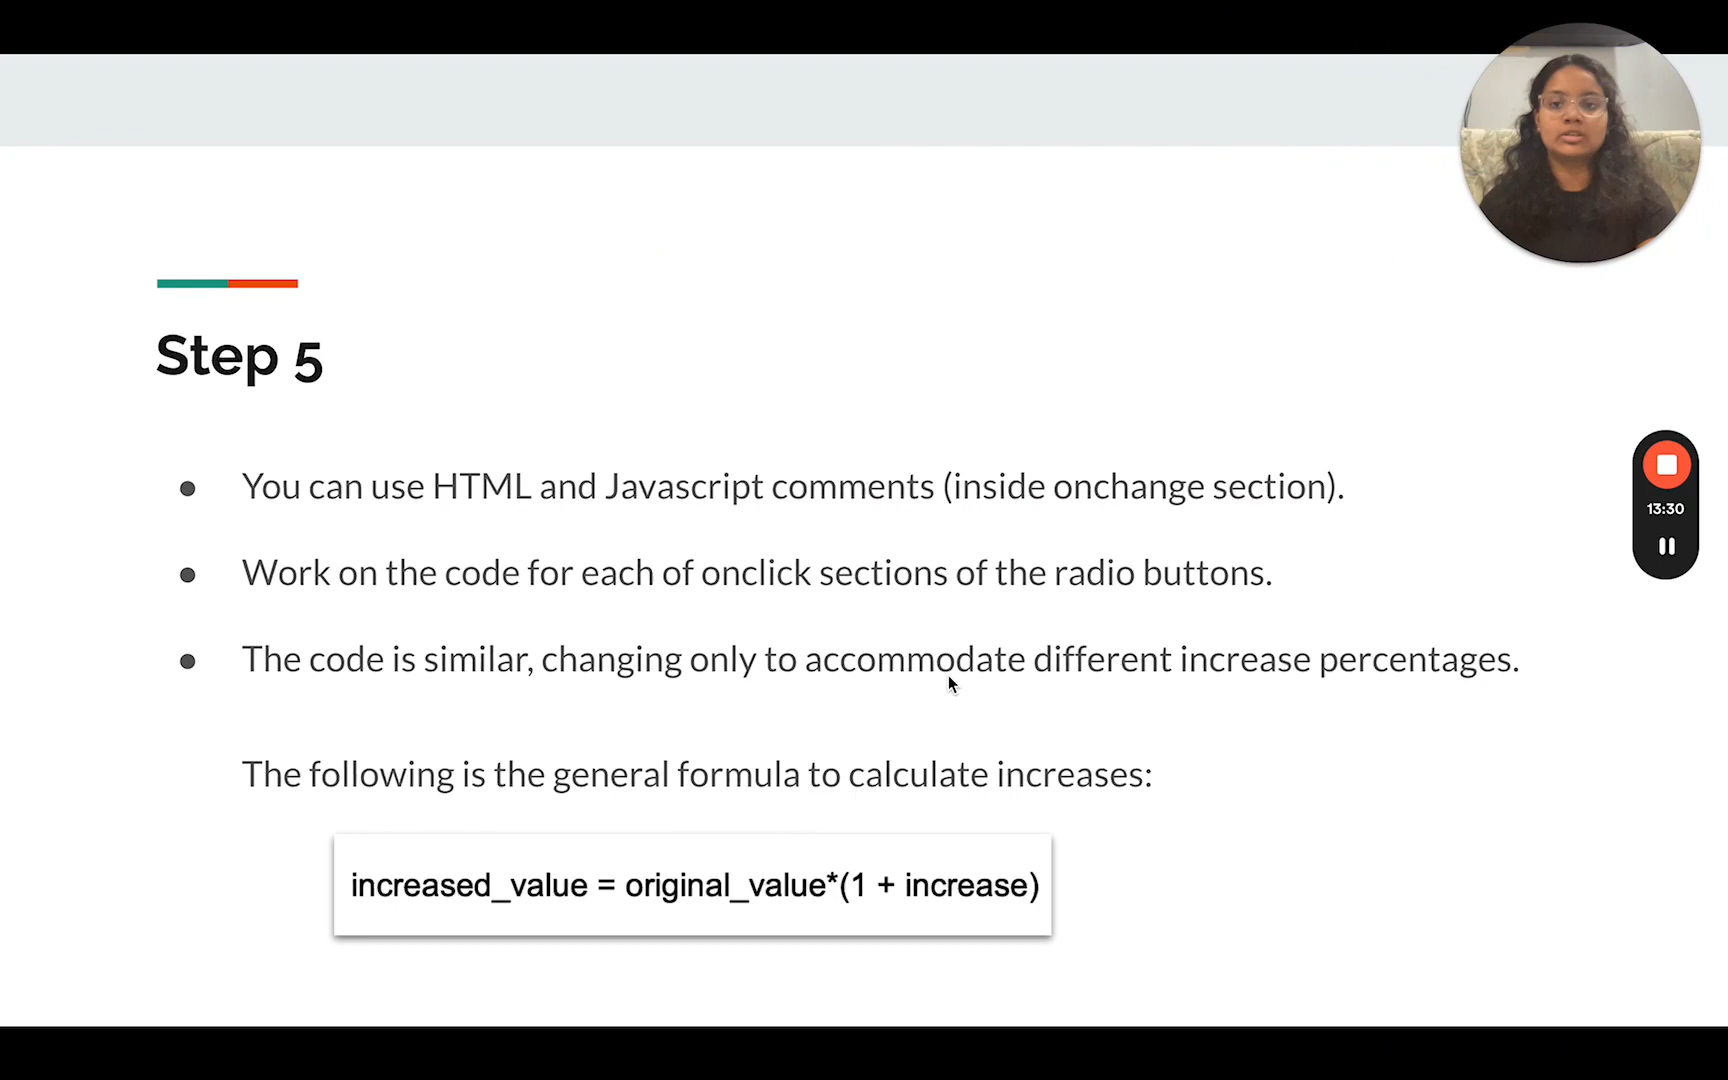 Step 5
You can use HTML and Javascript comments (inside onchange section).
Work on the code for each of onclick sections of the radio buttons.
The code is similar, changing only to accommodate different increase percentages.
The following is the general formula to calculate increases:
increased_value = original_value*(1 + increase)
13:30